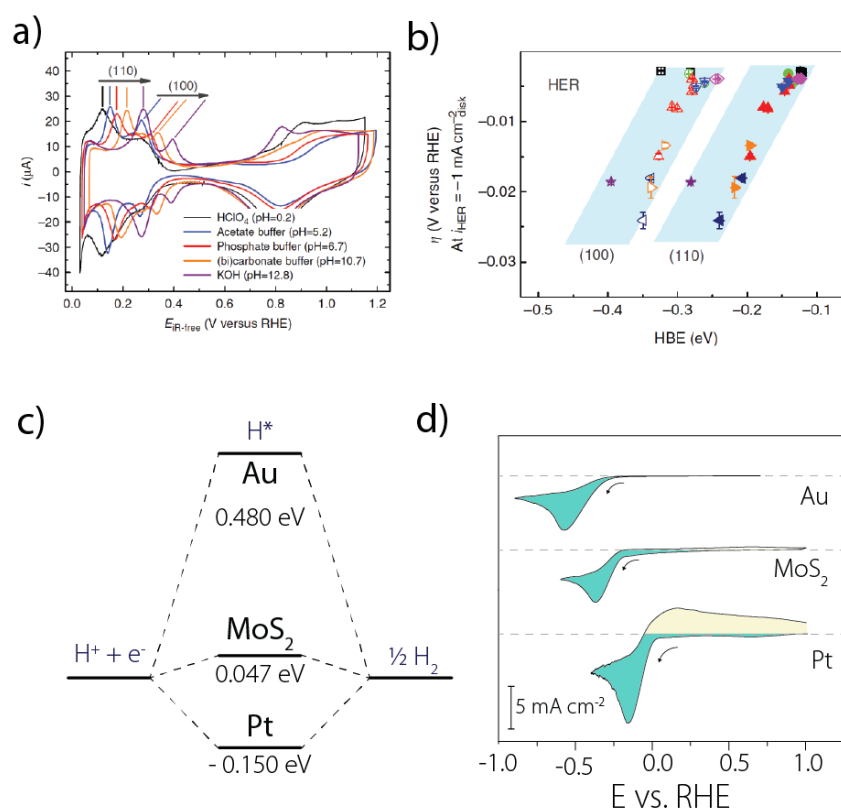 a)
(110)
(100)
40
30
20
10
0
−10
−20
−30
−40
i (μA)
HClO4 (pH=0.2)
Acetate buffer (pH=5.2)
Phosphate buffer (pH=6.7)
(bi)carbonate buffer (pH=10.7)
KOH (pH=12.8)
0.0 0.2 0.4 0.6 0.8 1.0 1.2
EiR-free (V versus RHE)
b)
HER
η (V versus RHE)
At iHER = −1 mA cm−2disk
−0.01
−0.02
−0.03
(100)
(110)
−0.5 −0.4 −0.3 −0.2 −0.1
HBE (eV)
c)
H*
Au
0.480 eV
MoS2
H+ + e-
½ H2
0.047 eV
Pt
- 0.150 eV
d)
Au
MoS2
Pt
5 mA cm-2
-1.0 -0.5 0.0 0.5 1.0
E vs. RHE